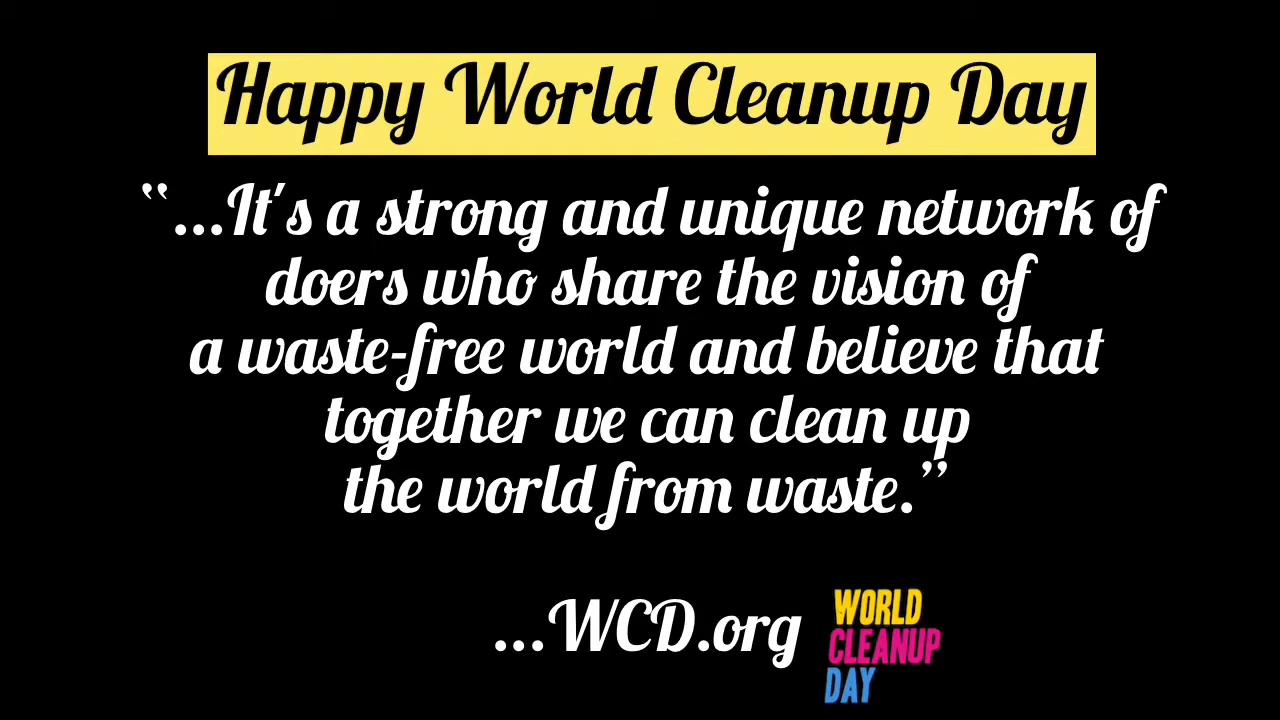 Happy World Cleanup Day
“...It's a strong and unique network of
doers who share the vision of
a waste-free world and believe that
together we can clean up
the world from waste.”
...WCD.org
WORLD
CLEANUP
DAY